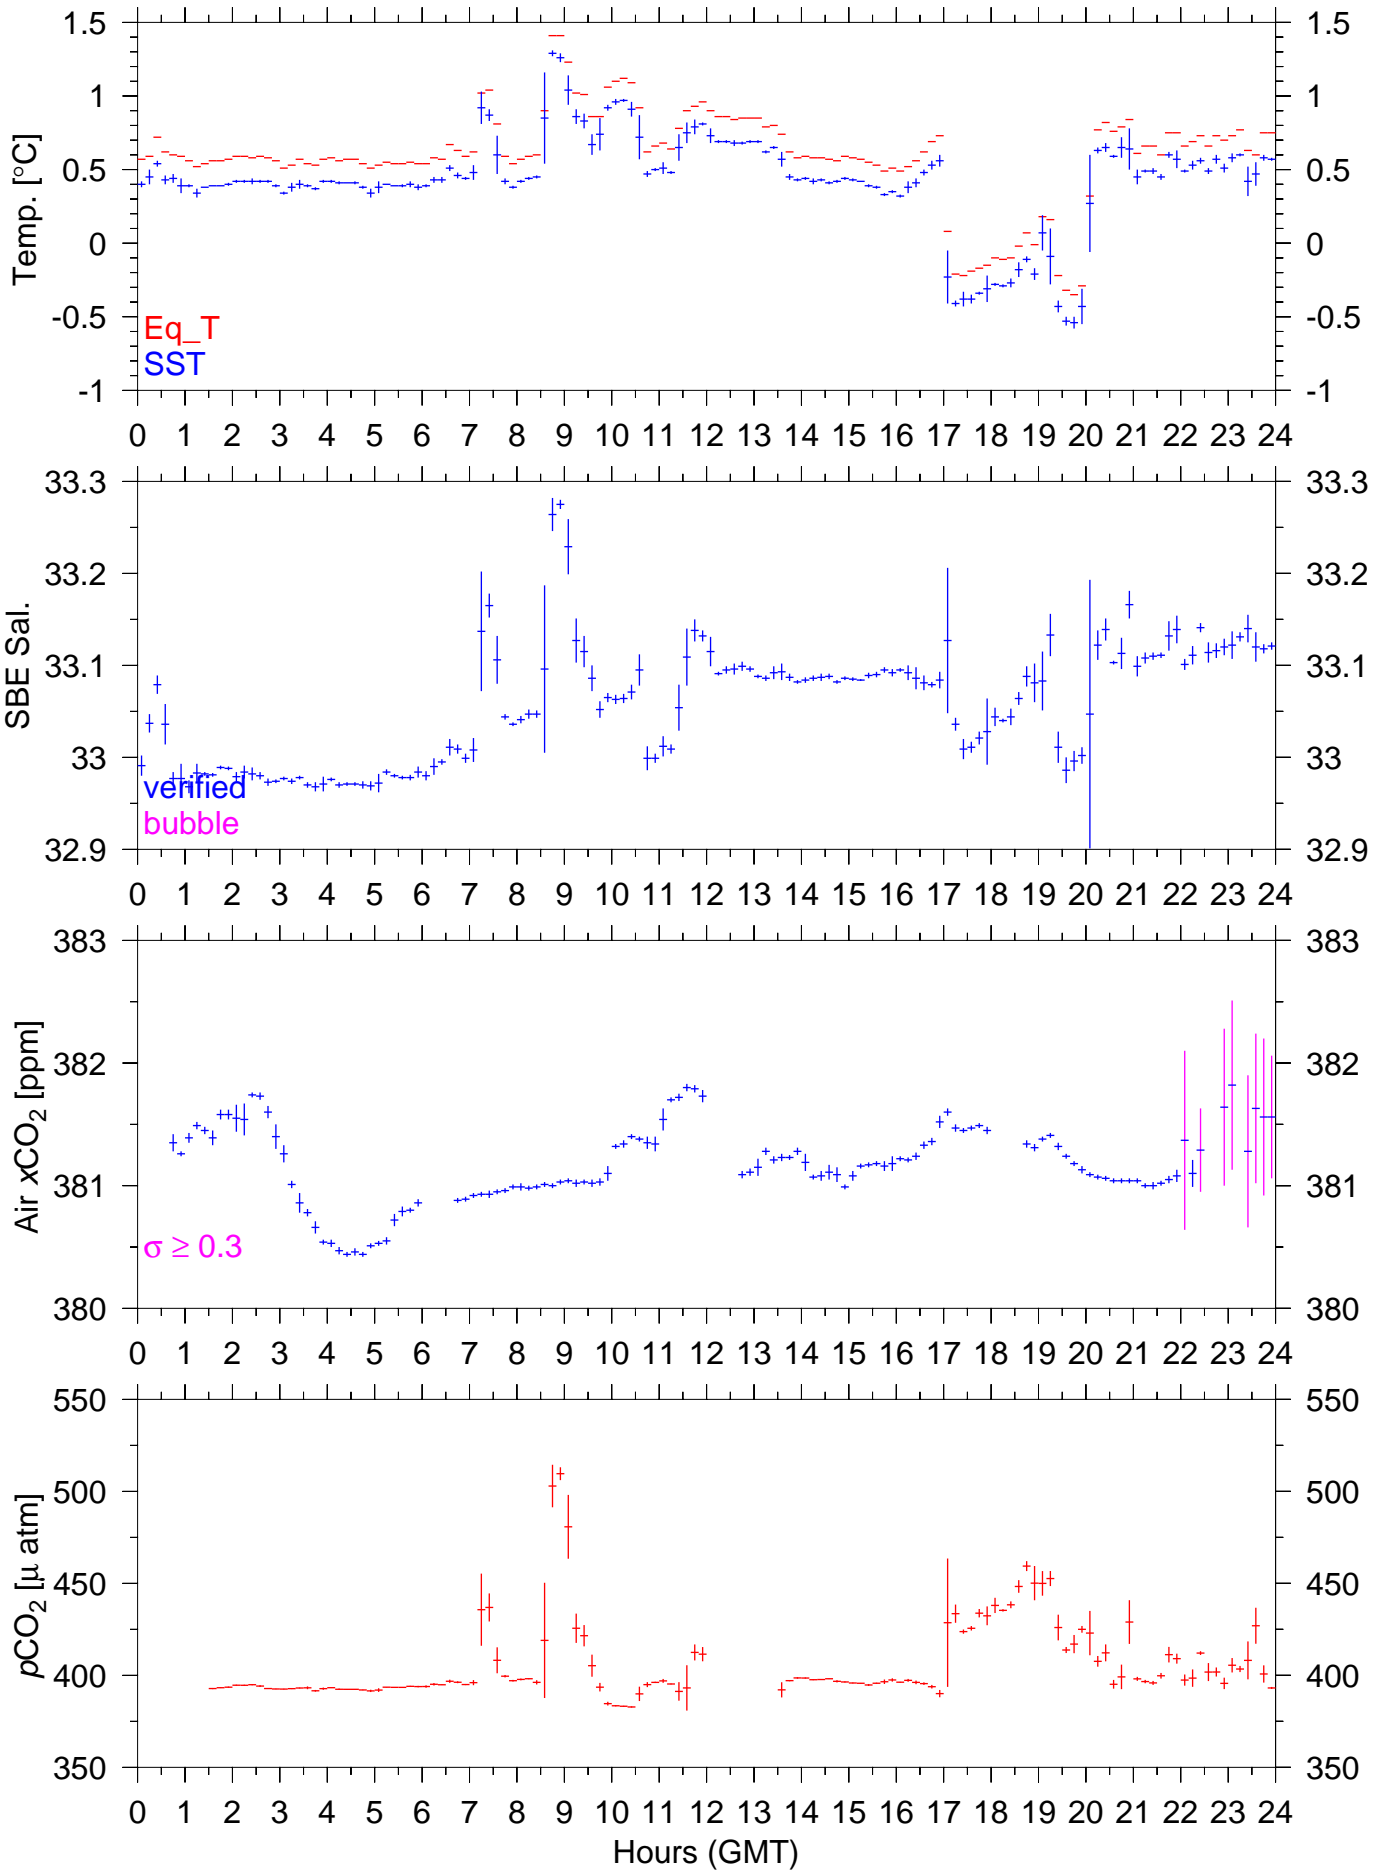 1.5 1.5
1 1
0.5 0.5
0 0
-0.5 -0.5
-1 -1
Temp. [°C]
Eq_T
SST
0 1 2 3 4 5 6 7 8 9 10 11 12 13 14 15 16 17 18 19 20 21 22 23 24
33.3 33.3
33.2 33.2
33.1 33.1
33 33
32.9 32.9
SBE Sal.
verified
bubble
0 1 2 3 4 5 6 7 8 9 10 11 12 13 14 15 16 17 18 19 20 21 22 23 24
383 383
382 382
381 381
380 380
Air xCO₂ [ppm]
σ ≥ 0.3
0 1 2 3 4 5 6 7 8 9 10 11 12 13 14 15 16 17 18 19 20 21 22 23 24
550 550
500 500
450 450
400 400
350 350
pCO₂ [μ atm]
0 1 2 3 4 5 6 7 8 9 10 11 12 13 14 15 16 17 18 19 20 21 22 23 24
Hours (GMT)